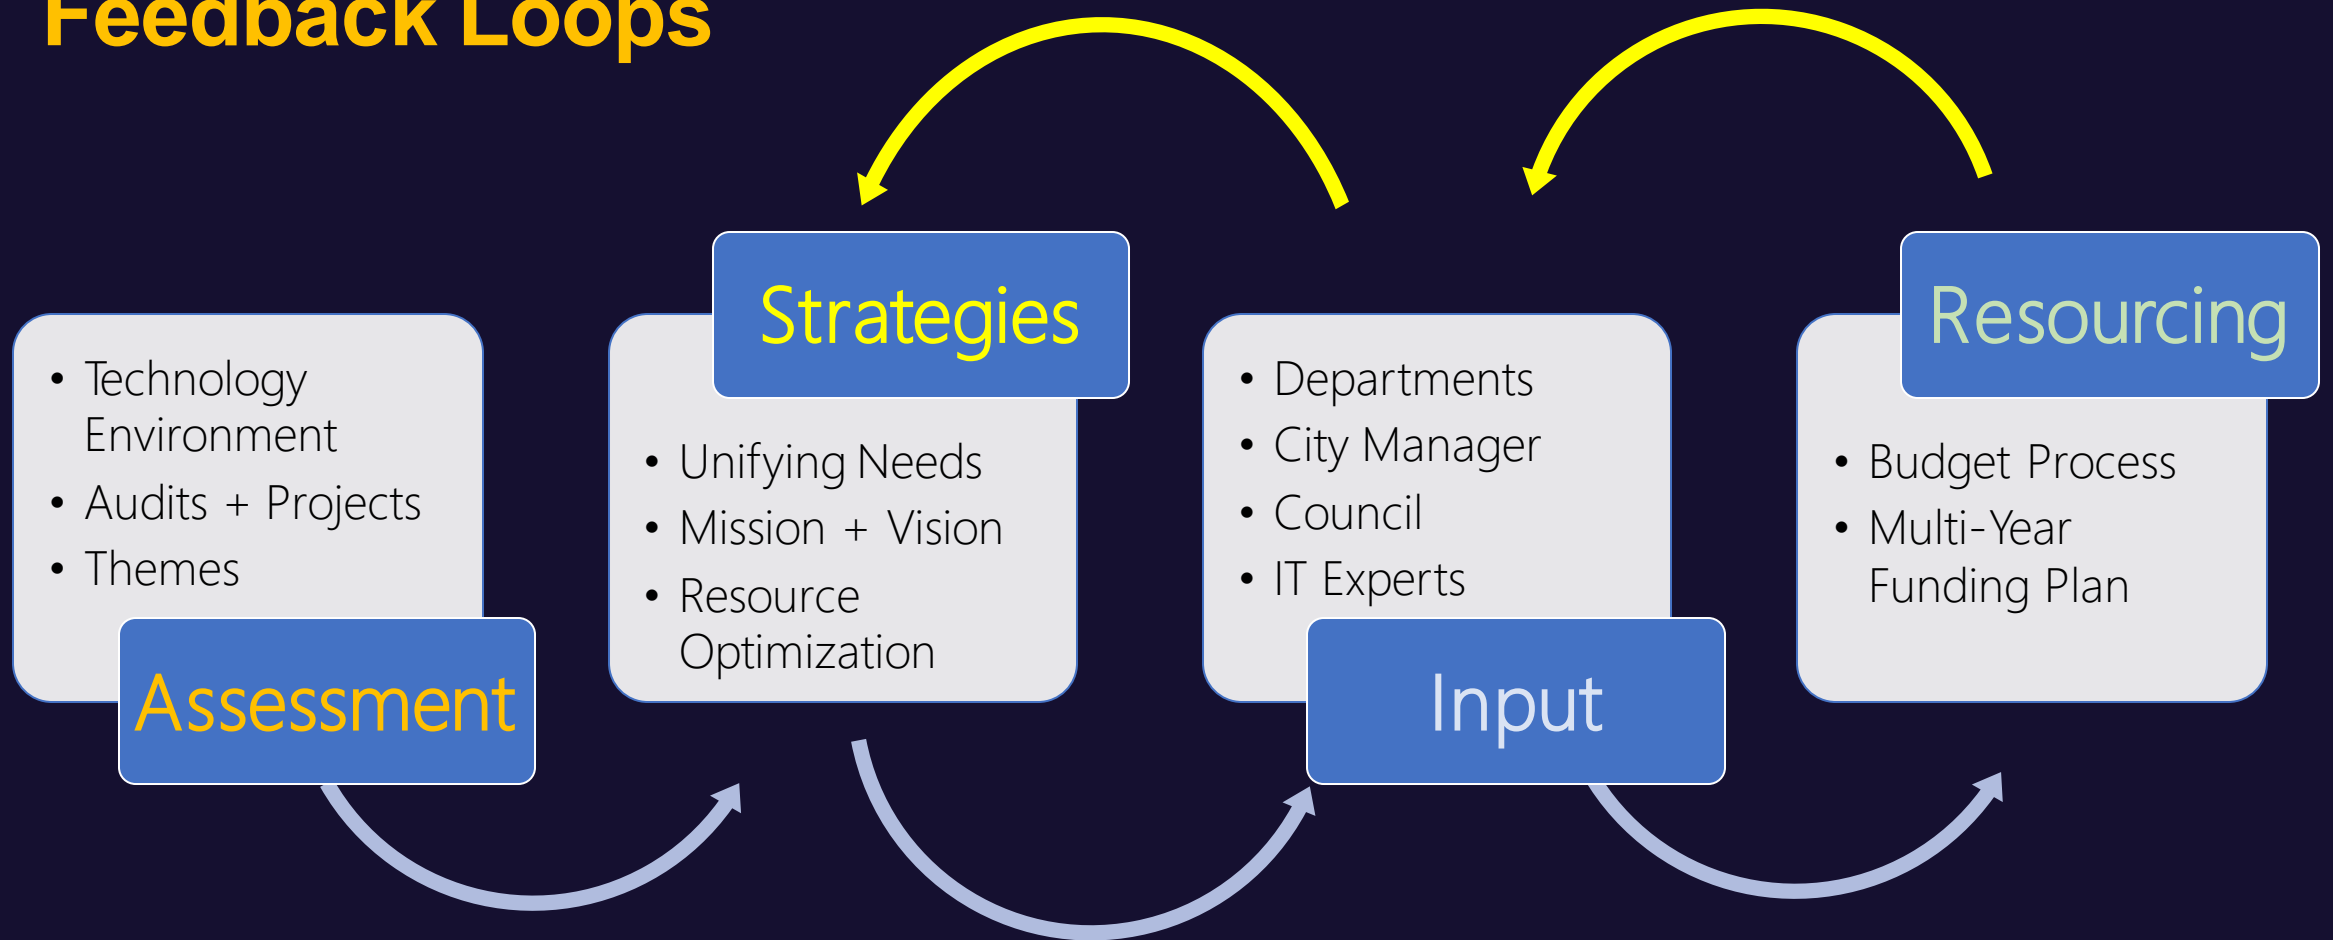 Feedback Loops
• Technology
Environment
• Audits + Projects
• Themes
Assessment
Strategies
• Unifying Needs
• Mission + Vision
• Resource
Optimization
• Departments
• City Manager
• Council
• IT Experts
Input
Resourcing
• Budget Process
• Multi-Year
Funding Plan